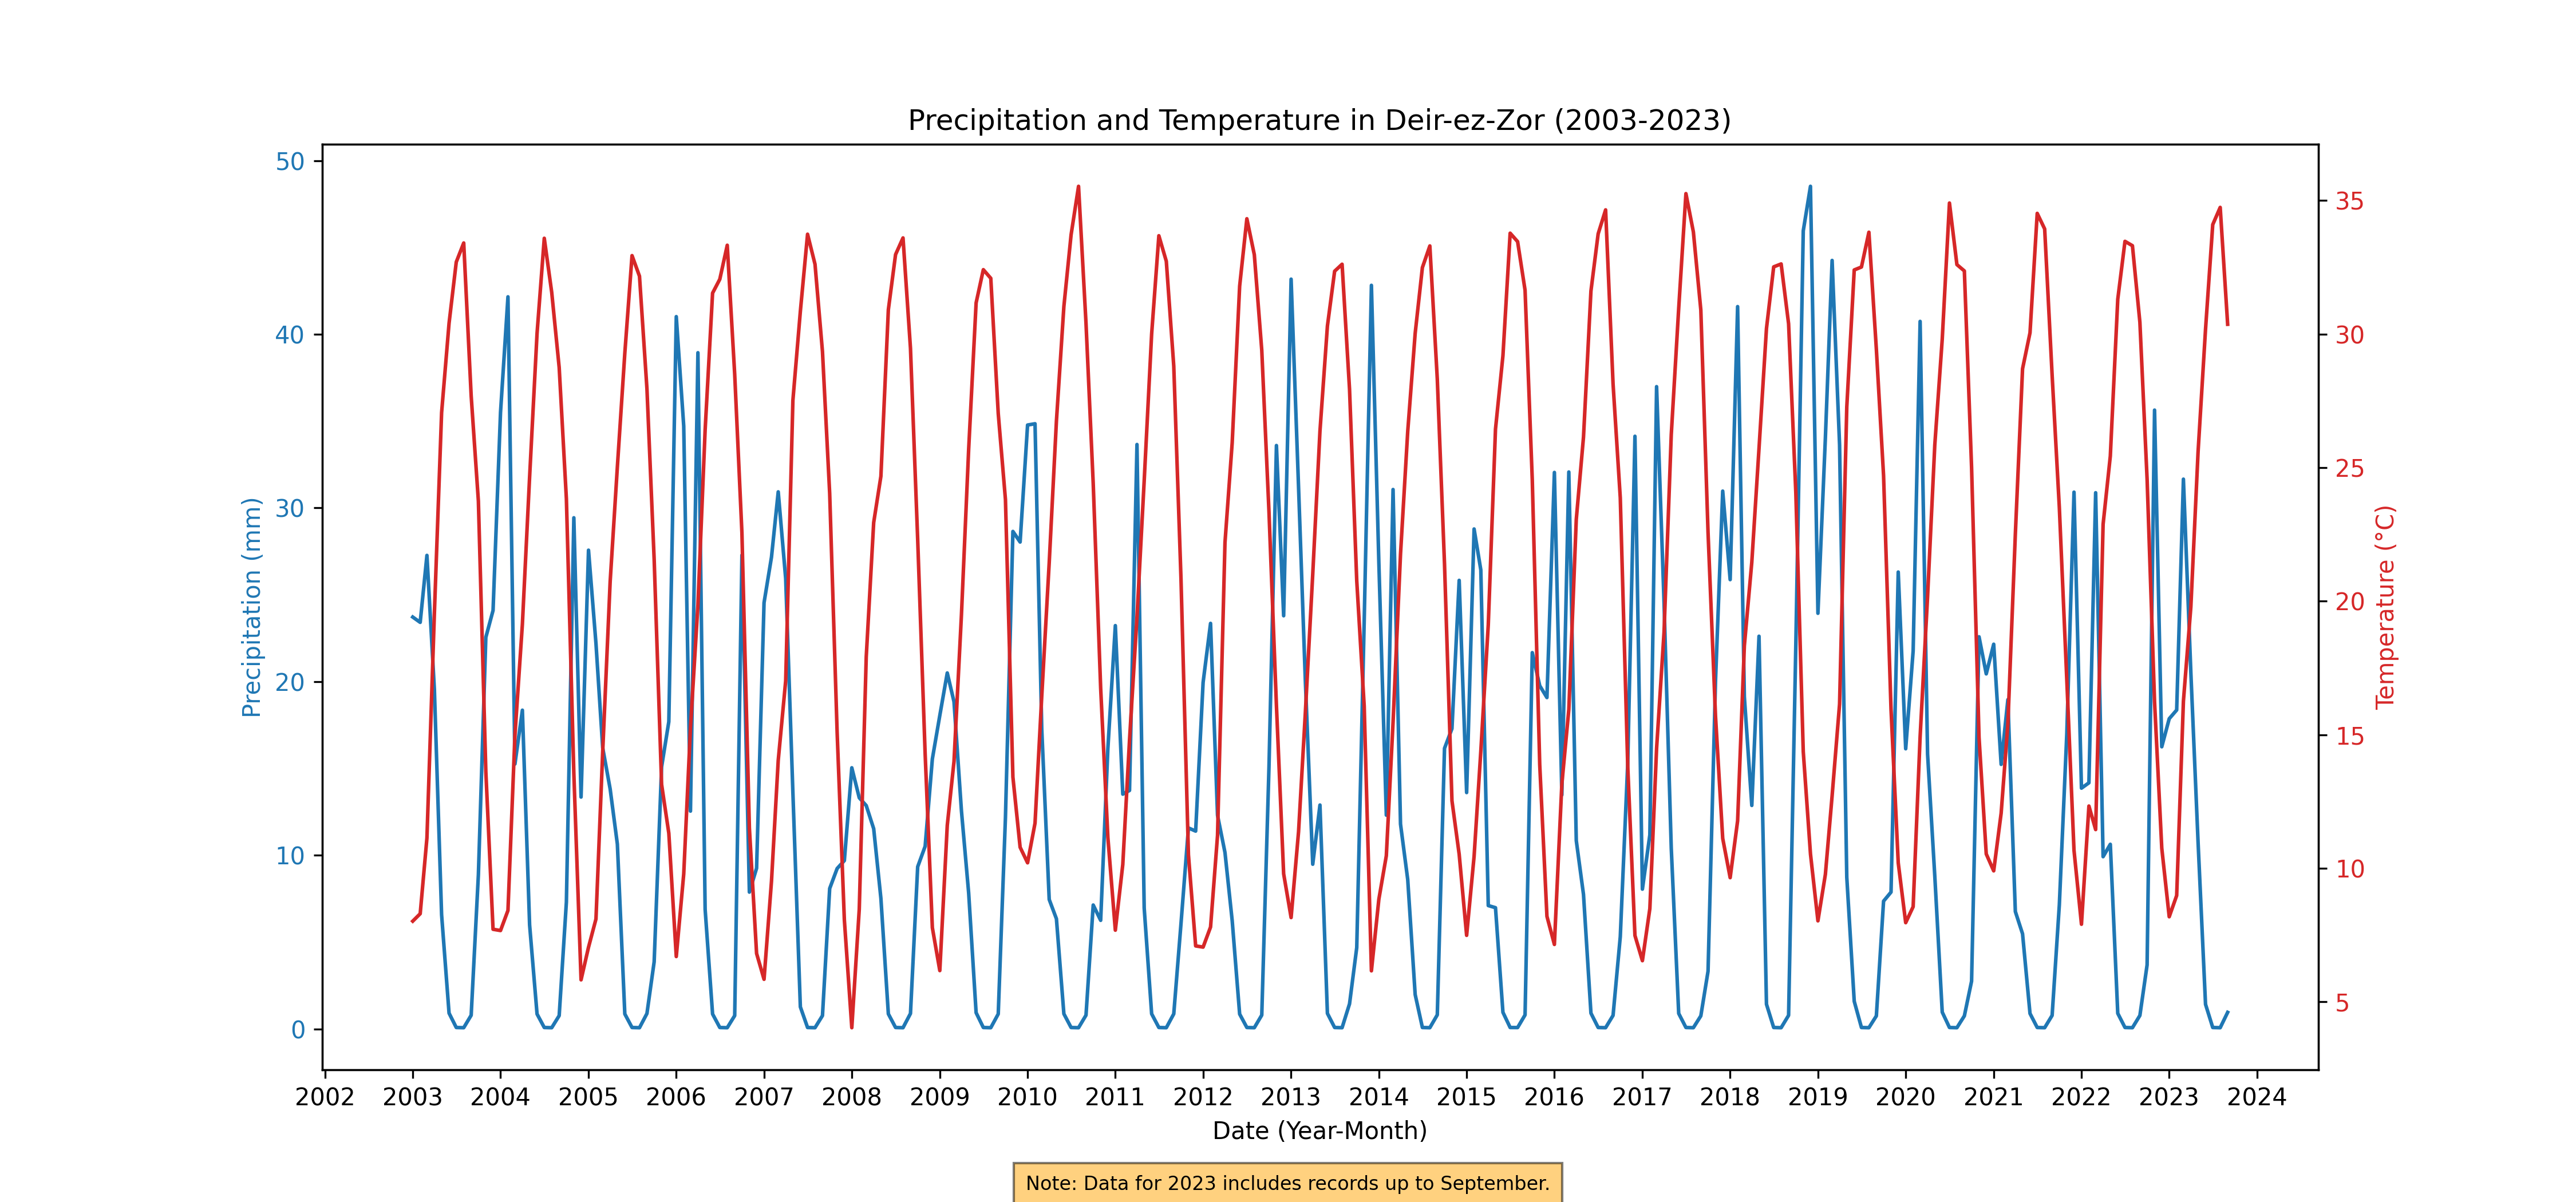 Precipitation and Temperature in Deir-ez-Zor (2003-2023)
50
40
30
20
10
0
Precipitation (mm)
35
30
25
20
15
10
5
Temperature (°C)
2002 2003 2004 2005 2006 2007 2008 2009 2010 2011 2012 2013 2014 2015 2016 2017 2018 2019 2020 2021 2022 2023 2024
Date (Year-Month)
Note: Data for 2023 includes records up to September.